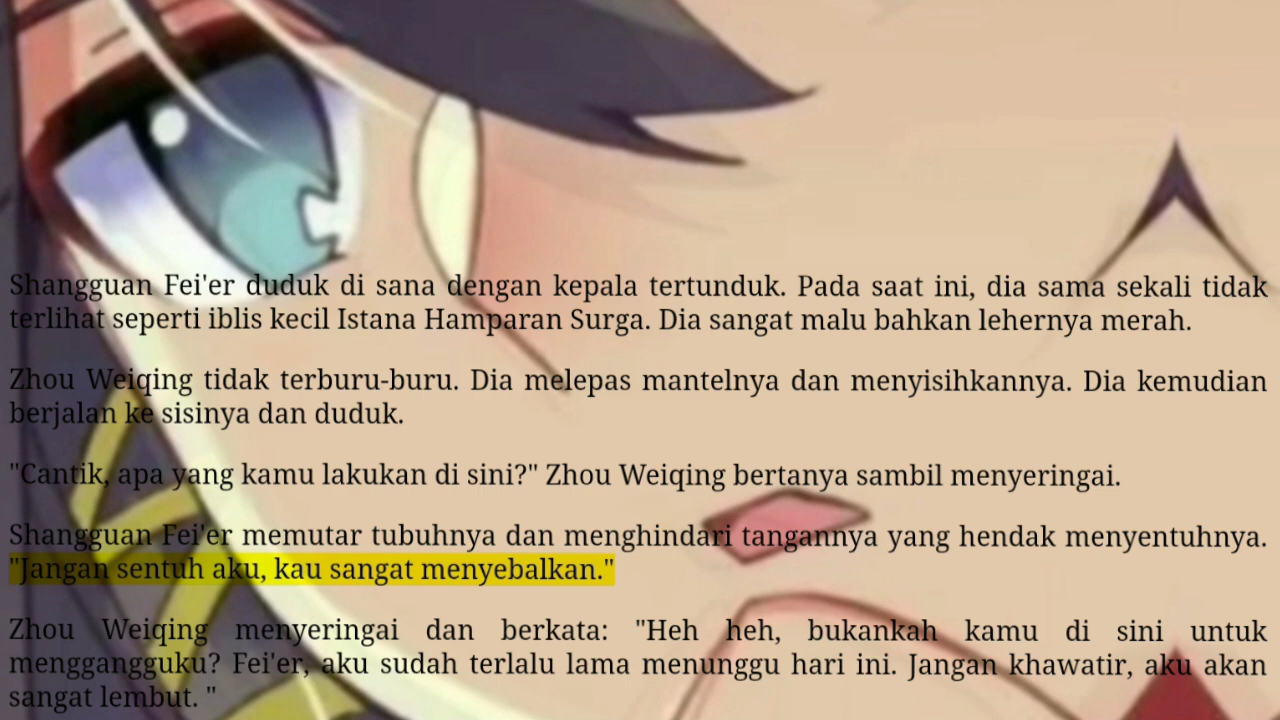 Shangguan Fei'er duduk di sana dengan kepala tertunduk. Pada saat ini, dia sama sekali tidak
terlihat seperti iblis kecil Istana Hamparan Surga. Dia sangat malu bahkan lehernya merah.
Zhou Weiqing tidak terburu-buru. Dia melepas mantelnya dan menyisihkannya. Dia kemudian
berjalan ke sisinya dan duduk.
"Cantik, apa yang kamu lakukan di sini?" Zhou Weiqing bertanya sambil menyeringai.
Shangguan Fei'er memutar tubuhnya dan menghindari tangannya yang hendak menyentuhnya.
"Jangan sentuh aku, kau sangat menyebalkan."
Zhou Weiqing menyeringai dan berkata: "Heh heh, bukankah kamu di sini untuk
menggangguku? Fei'er, aku sudah terlalu lama menunggu hari ini. Jangan khawatir, aku akan
sangat lembut. "